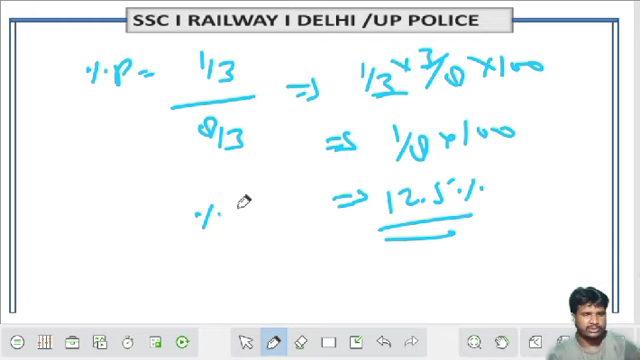 SSC I RAILWAY I DELHI /UP POLICE
%P = 1/3 / 8/3 ⇒ 1/3 × 3/8 × 100
⇒ 1/8 × 100
⇒ 12.5%
%